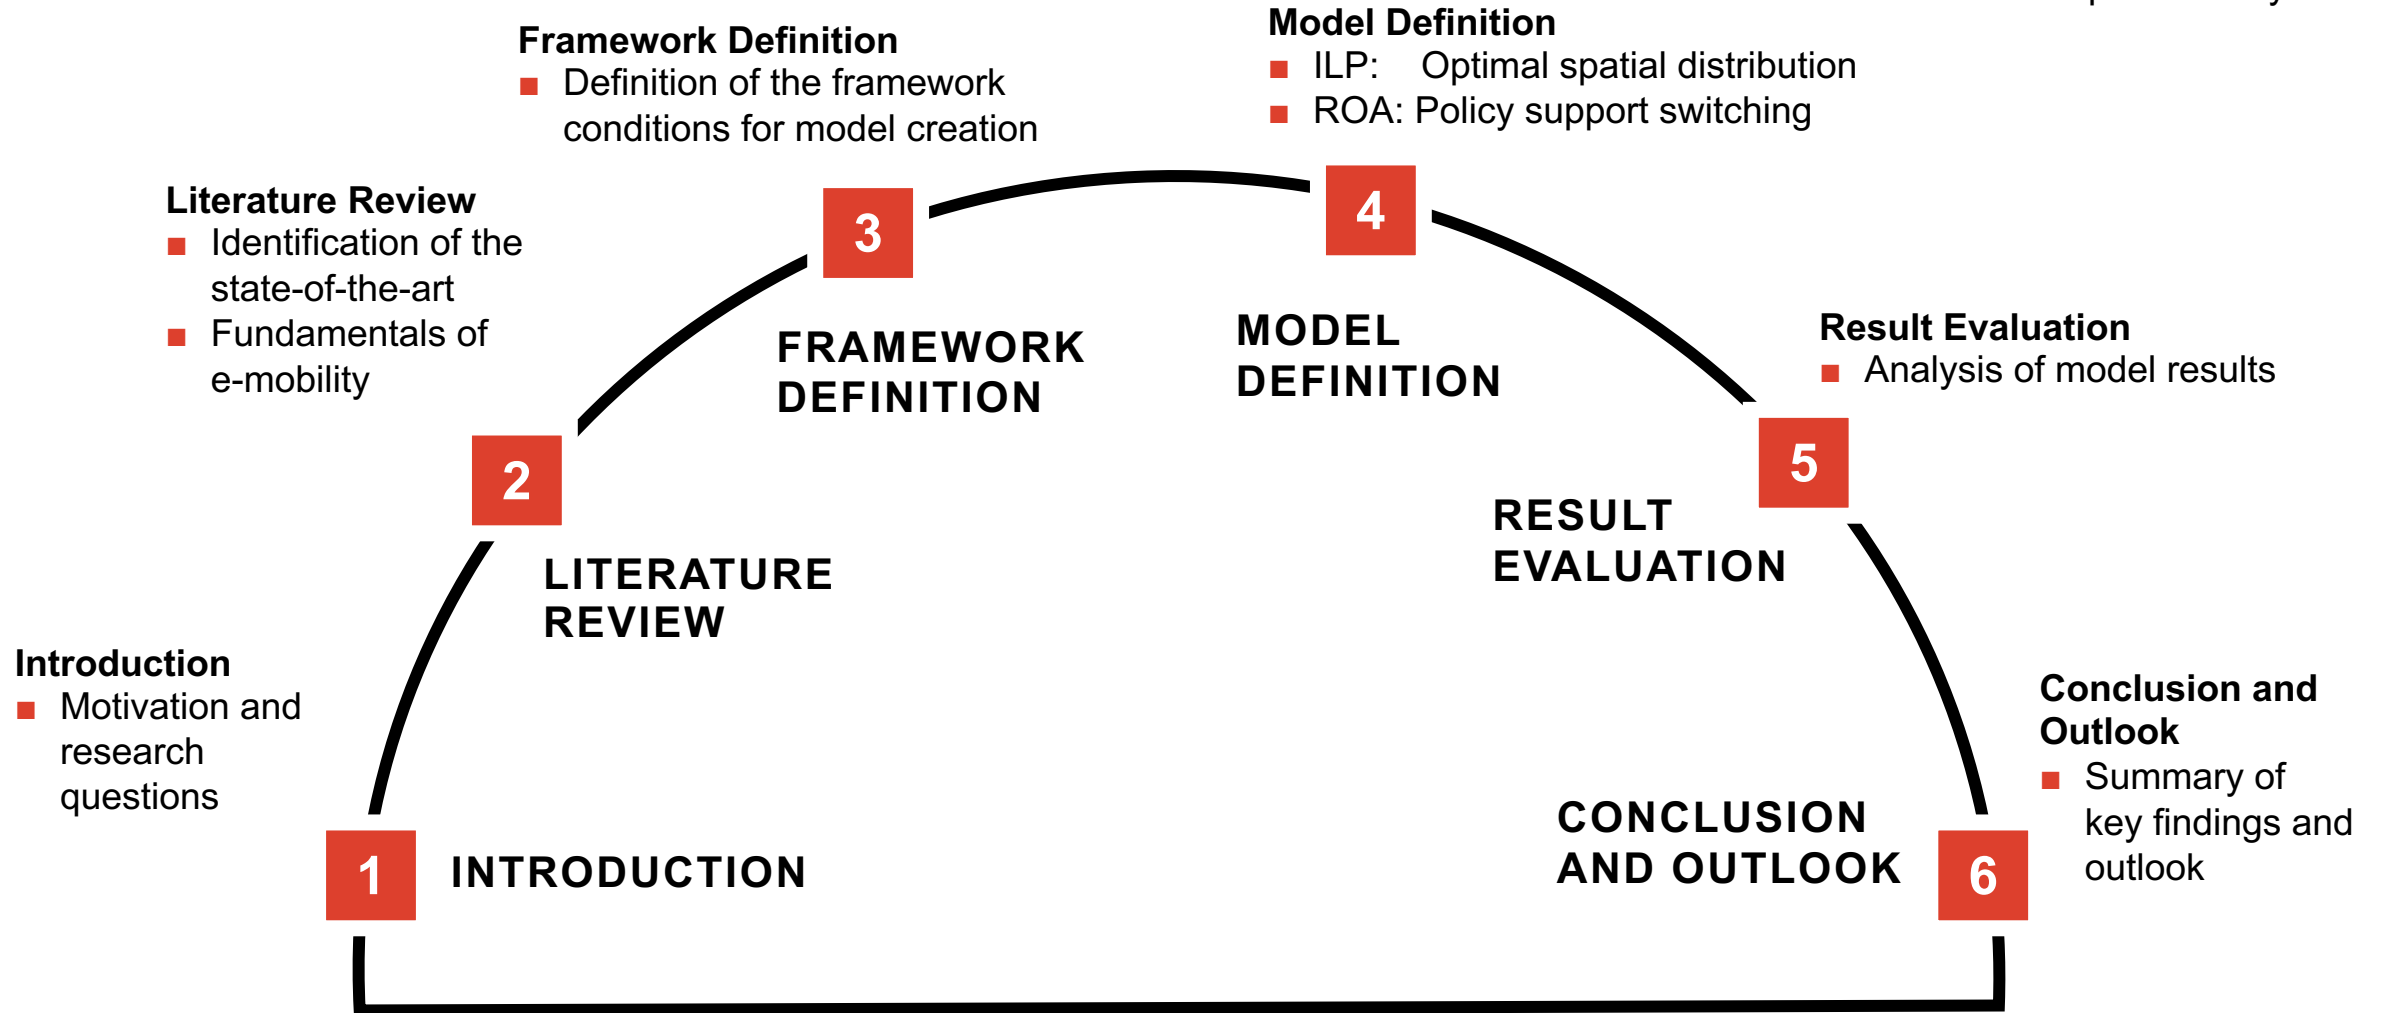 Introduction
Motivation and
research
questions
1
INTRODUCTION
Literature Review
Identification of the
state-of-the-art
Fundamentals of
e-mobility
2
LITERATURE
REVIEW
Framework Definition
Definition of the framework
conditions for model creation
3
FRAMEWORK
DEFINITION
Model Definition
ILP: Optimal spatial distribution
ROA: Policy support switching
4
MODEL
DEFINITION
Result Evaluation
Analysis of model results
5
RESULT
EVALUATION
Conclusion and
Outlook
Summary of
key findings and
outlook
6
CONCLUSION
AND OUTLOOK